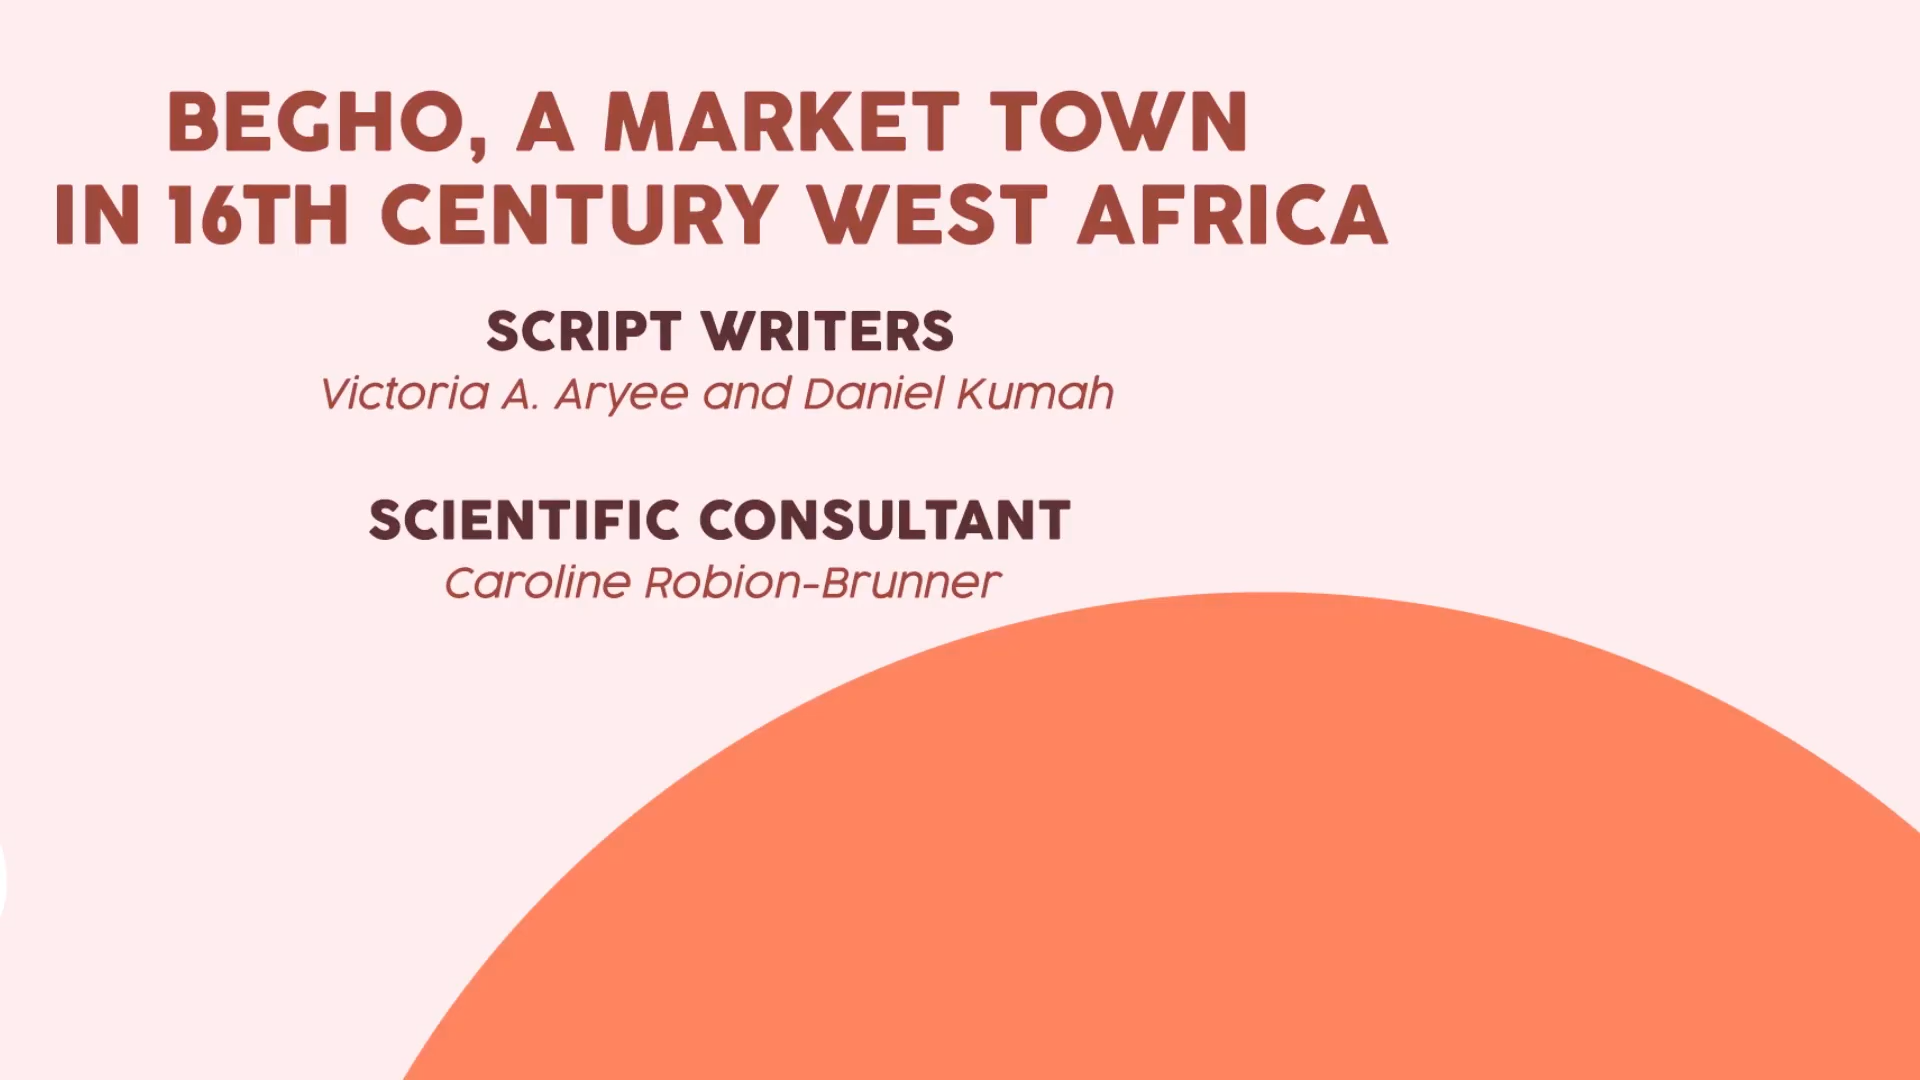 BEGHO, A MARKET TOWN
IN 16TH CENTURY WEST AFRICA
SCRIPT WRITERS
Victoria A. Aryee and Daniel Kumah
SCIENTIFIC CONSULTANT
Caroline Robion-Brunner